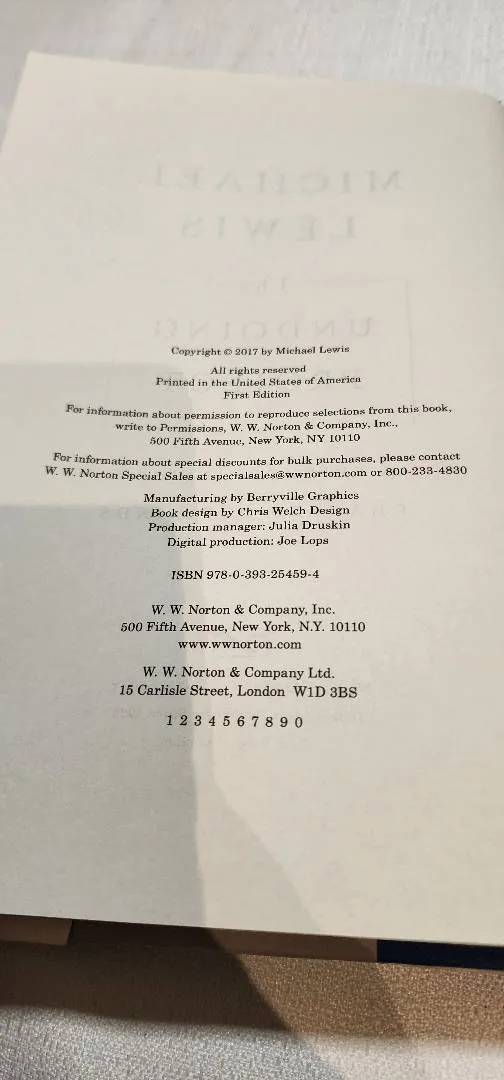 Copyright © 2017 by Michael Lewis
All rights reserved
Printed in the United States of America
First Edition
For information about permission to reproduce selections from this book,
write to Permissions, W. W. Norton & Company, Inc.,
500 Fifth Avenue, New York, NY 10110
For information about special discounts for bulk purchases, please contact
W. W. Norton Special Sales at specialsales@wwnorton.com or 800-233-4830
Manufacturing by Berryville Graphics
Book design by Chris Welch Design
Production manager: Julia Druskin
Digital production: Joe Lops
ISBN 978-0-393-25459-4
W. W. Norton & Company, Inc.
500 Fifth Avenue, New York, N.Y. 10110
www.wwnorton.com
W. W. Norton & Company Ltd.
15 Carlisle Street, London W1D 3BS
1 2 3 4 5 6 7 8 9 0